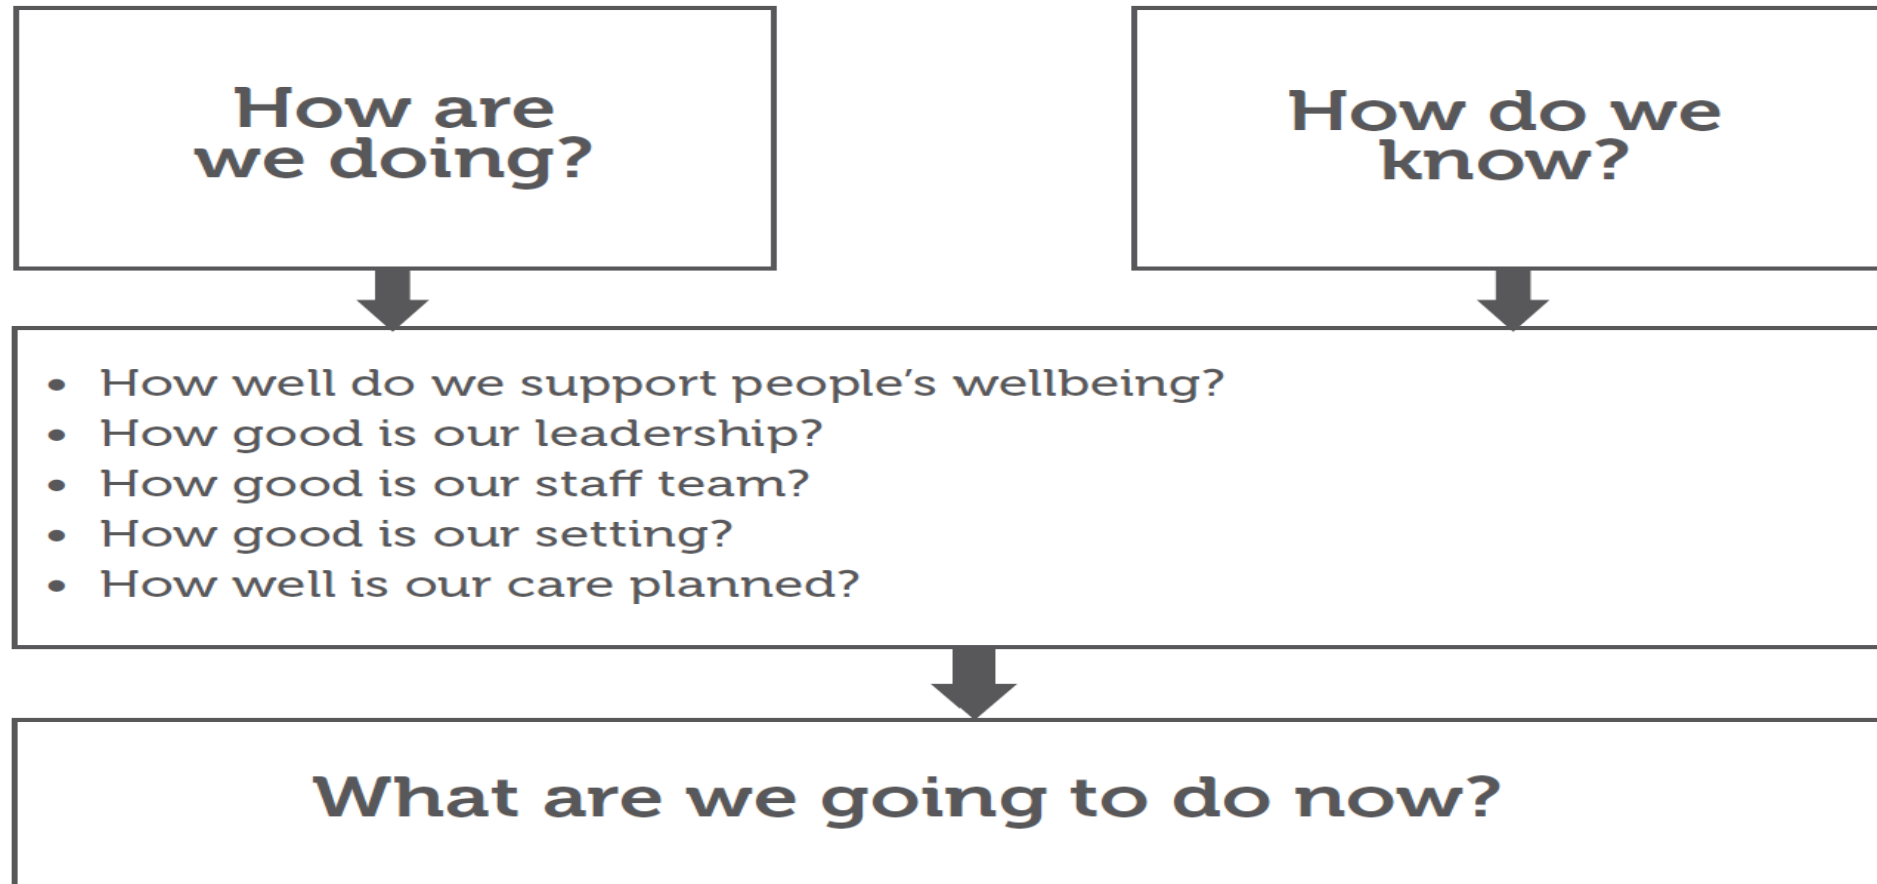 How are
we doing?
How do we
know?
• How well do we support people's wellbeing?
• How good is our leadership?
• How good is our staff team?
• How good is our setting?
• How well is our care planned?
What are we going to do now?